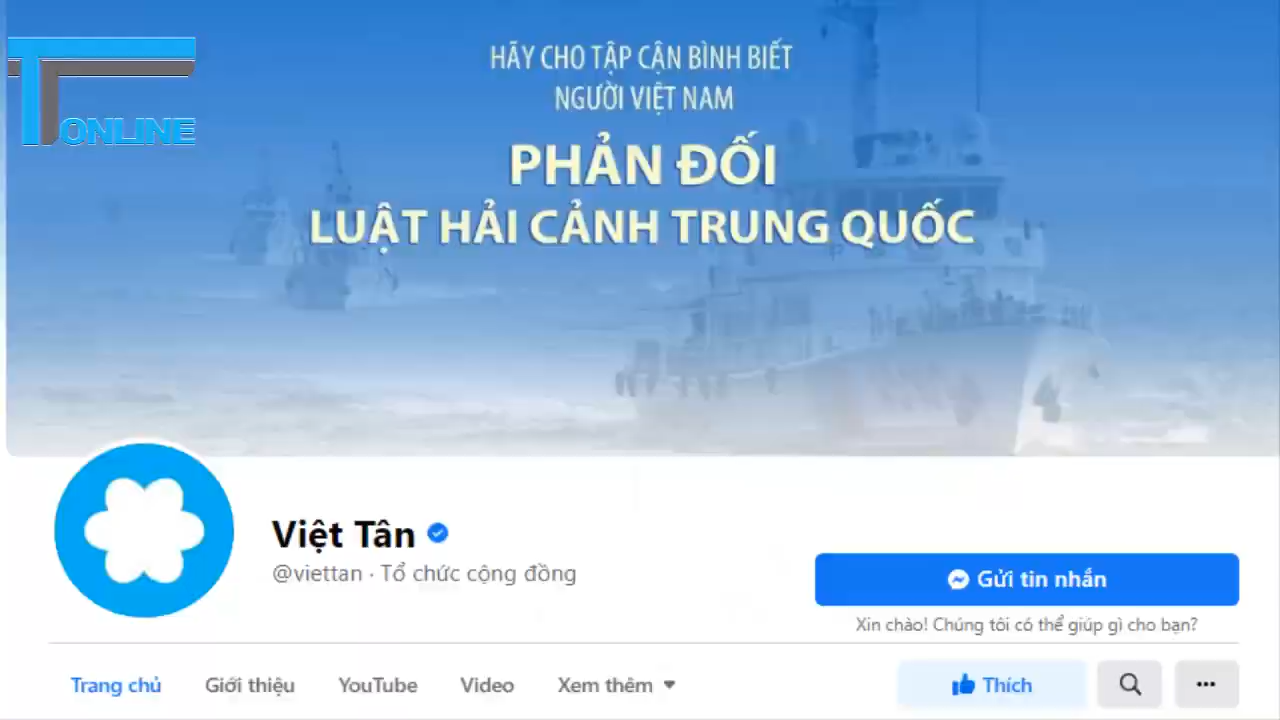 HÃY CHO TẬP CẬN BÌNH BIẾT
NGƯỜI VIỆT NAM
PHẢN ĐỐI
LUẬT HẢI CẢNH TRUNG QUỐC
TT ONLINE
Việt Tân
@viettan · Tổ chức cộng đồng
Gửi tin nhắn
Xin chào! Chúng tôi có thể giúp gì cho bạn?
Trang chủ Giới thiệu YouTube Video Xem thêm Thích